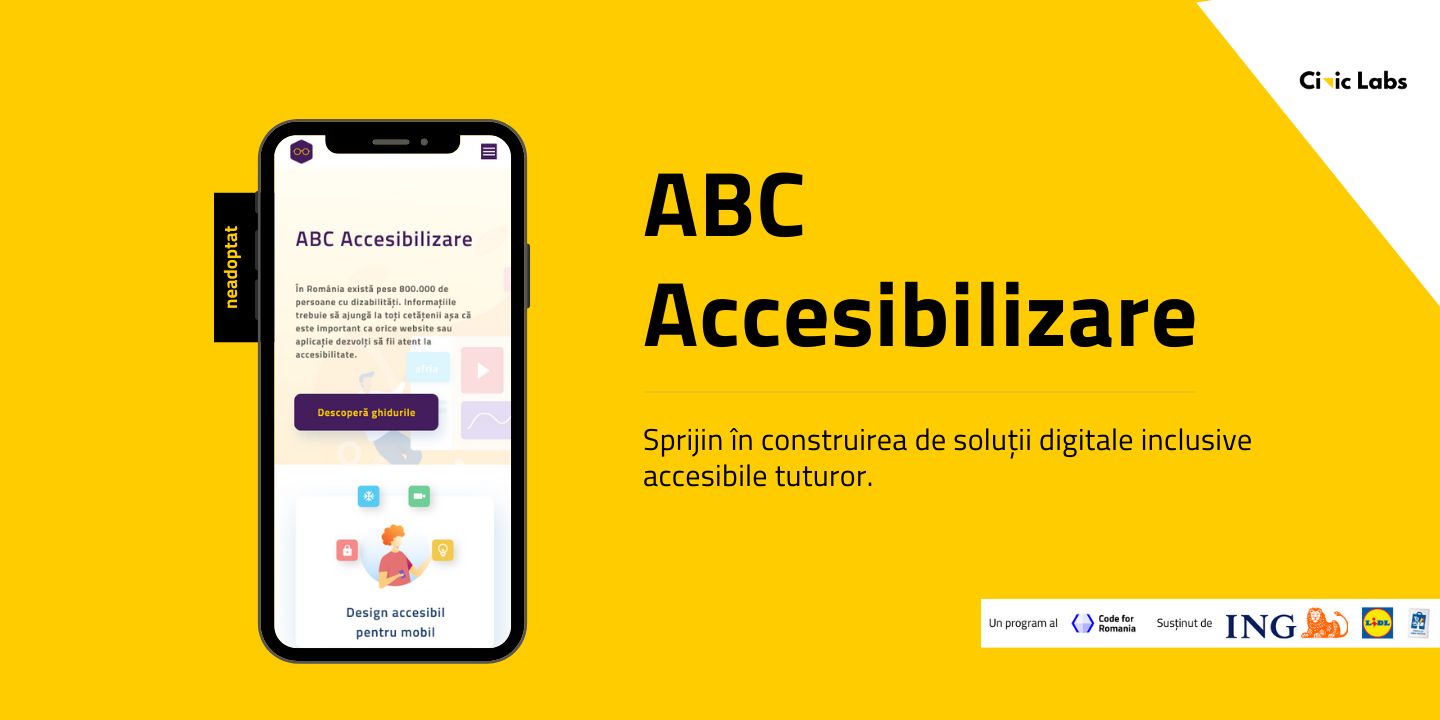 Civic Labs
neadoptat
ABC Accesibilizare
În România există pese 800.000 de
persoane cu dizabilități. Informațiile
trebuie să ajungă la toți cetățenii așa că
este important ca orice website sau
aplicație dezvolți să fii atent la
accesibilitate.
afria
Descoperă ghidurile
Design accesibil
pentru mobil
ABC
Accesibilizare
Sprijin în construirea de soluții digitale inclusive
accesibile tuturor.
Un program al
Code for
Romania
Susținut de
ING
LIDL